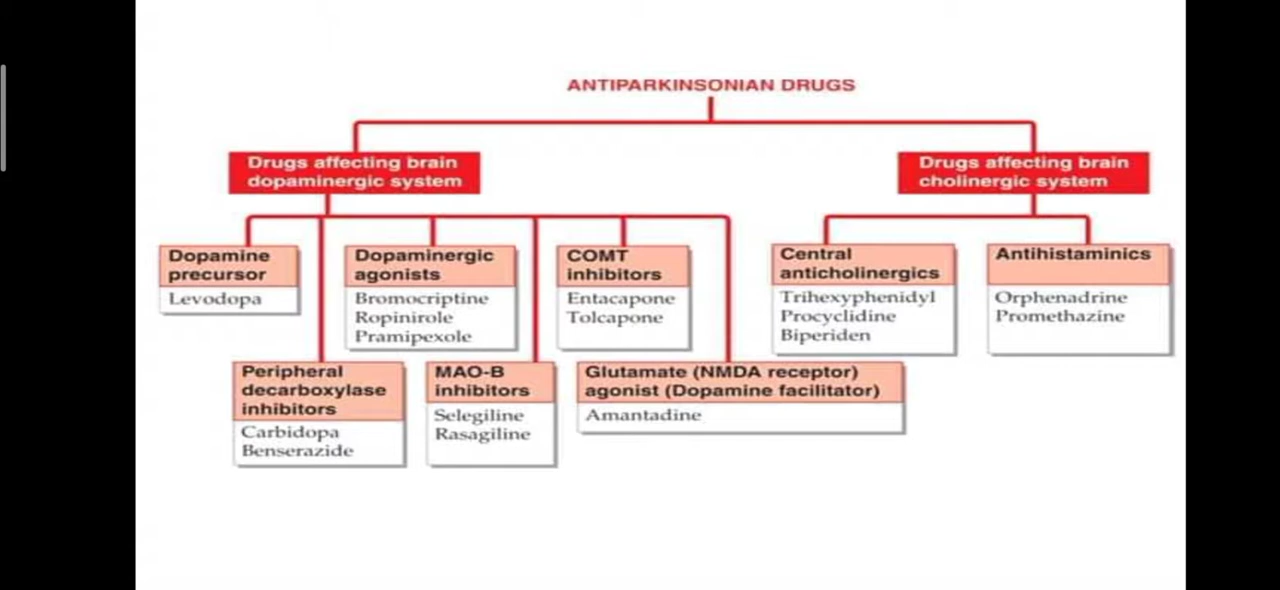 ANTIPARKINSONIAN DRUGS
Drugs affecting brain
dopaminergic system
Drugs affecting brain
cholinergic system
Dopamine
precursor
Levodopa
Dopaminergic
agonists
Bromocriptine
Ropinirole
Pramipexole
COMT
inhibitors
Entacapone
Tolcapone
Central
anticholinergics
Trihexyphenidyl
Procyclidine
Biperiden
Antihistaminics
Orphenadrine
Promethazine
Peripheral
decarboxylase
inhibitors
Carbidopa
Benserazide
MAO-B
inhibitors
Selegiline
Rasagiline
Glutamate (NMDA receptor)
agonist (Dopamine facilitator)
Amantadine